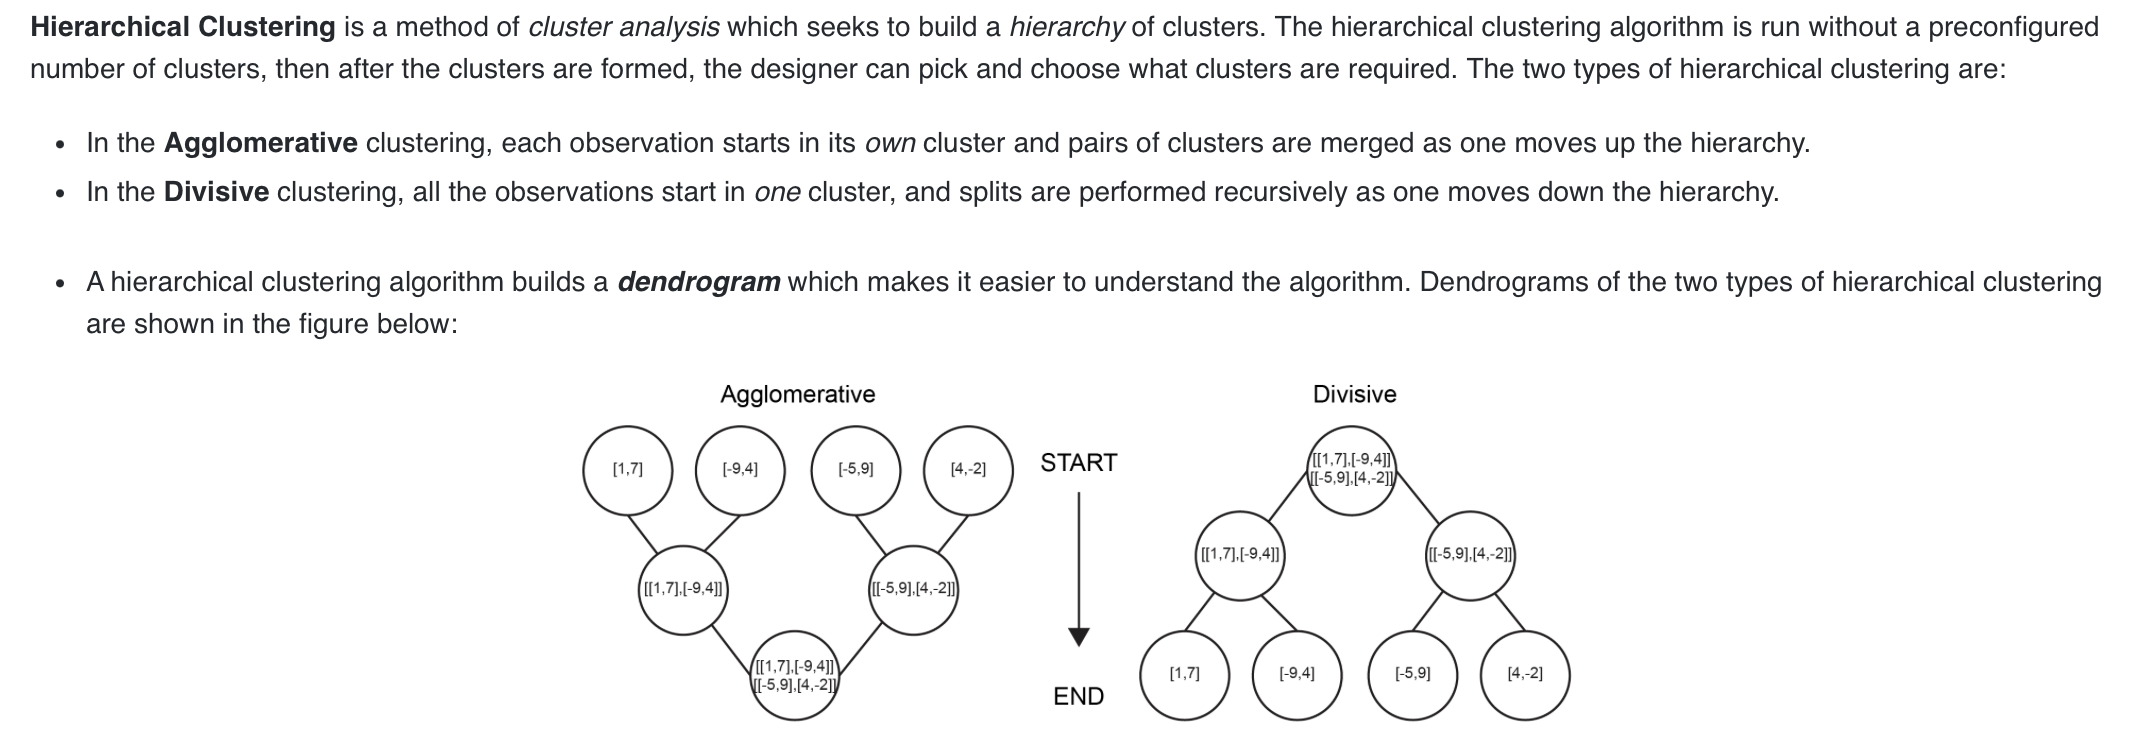 Hierarchical Clustering is a method of cluster analysis which seeks to build a hierarchy of clusters. The hierarchical clustering algorithm is run without a preconfigured
number of clusters, then after the clusters are formed, the designer can pick and choose what clusters are required. The two types of hierarchical clustering are:
• In the Agglomerative clustering, each observation starts in its own cluster and pairs of clusters are merged as one moves up the hierarchy.
• In the Divisive clustering, all the observations start in one cluster, and splits are performed recursively as one moves down the hierarchy.
• A hierarchical clustering algorithm builds a dendrogram which makes it easier to understand the algorithm. Dendrograms of the two types of hierarchical clustering
are shown in the figure below:
Agglomerative
[1,7]
[-9,4]
[-5,9]
[4,-2]
[[1,7],[-9,4]]
[[-5,9],[4,-2]]
[[1,7],[-9,4]]
[[-5,9],[4,-2]]
START
END
Divisive
[[1,7],[-9,4]]
[[-5,9],[4,-2]]
[[1,7],[-9,4]]
[[-5,9],[4,-2]]
[1,7]
[-9,4]
[-5,9]
[4,-2]